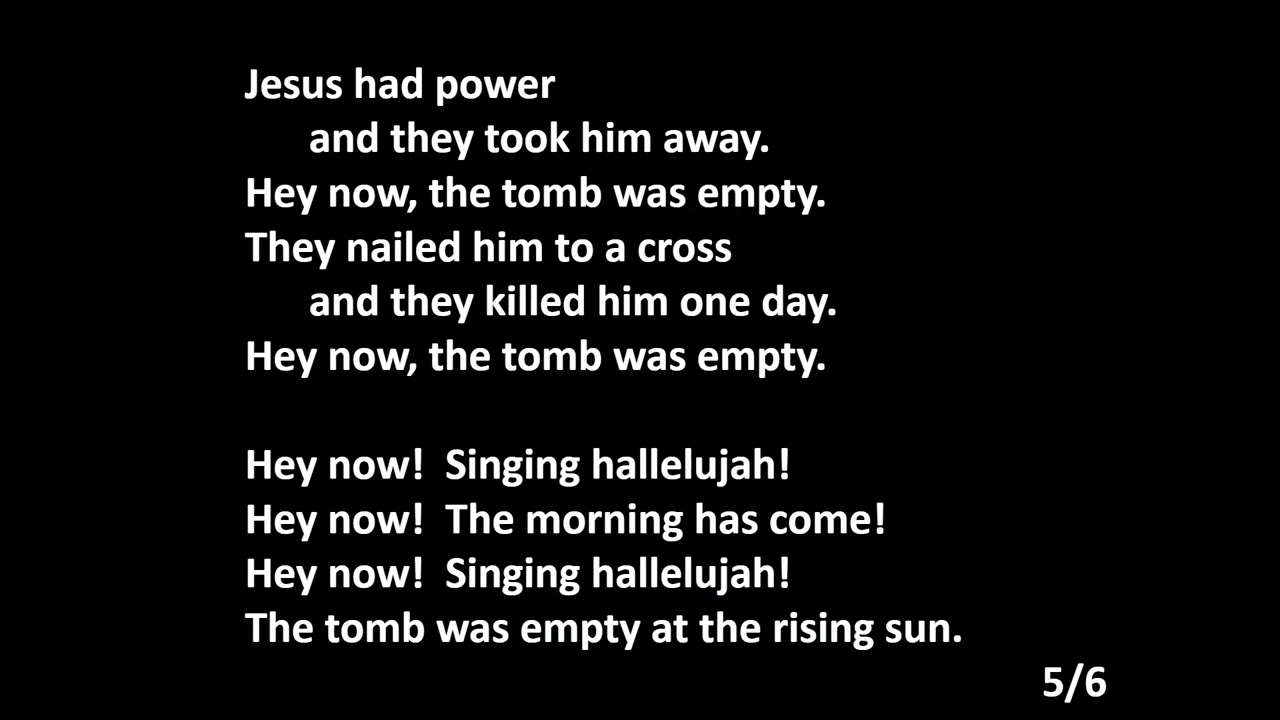 Jesus had power
and they took him away.
Hey now, the tomb was empty.
They nailed him to a cross
and they killed him one day.
Hey now, the tomb was empty.
Hey now!  Singing hallelujah!
Hey now!  The morning has come!
Hey now!  Singing hallelujah!
The tomb was empty at the rising sun.
5/6